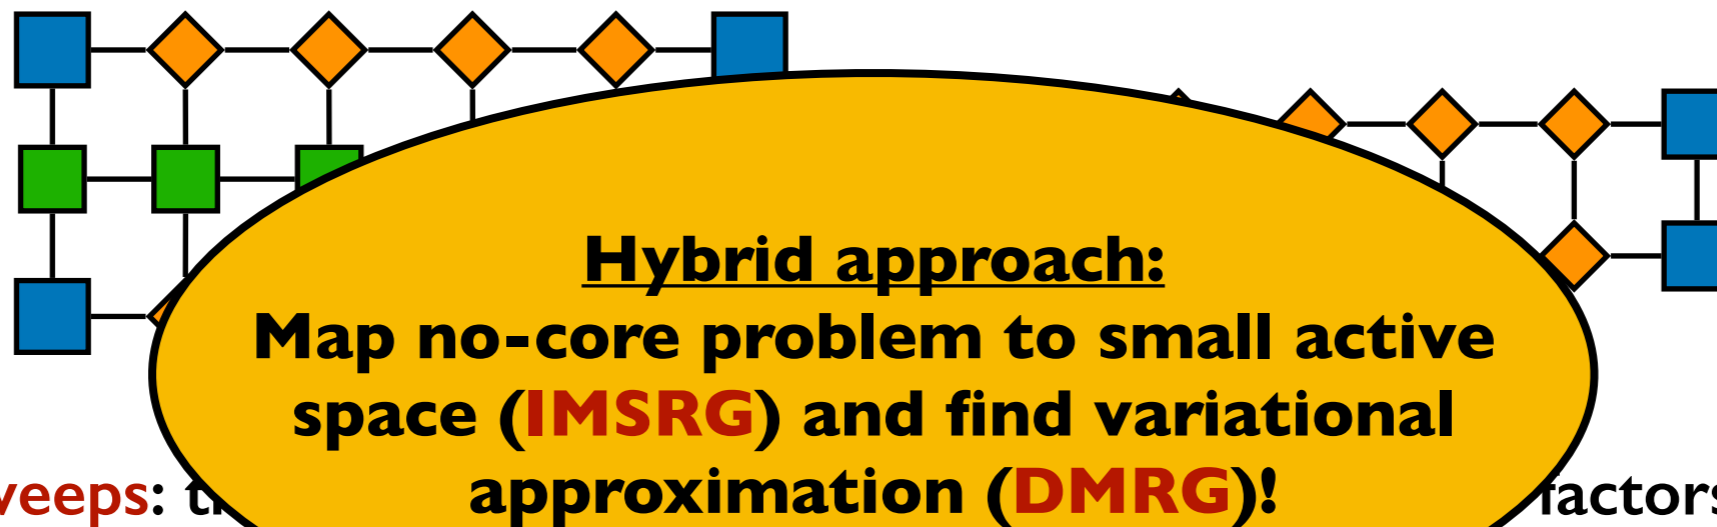 Hybrid approach:
Map no-core problem to small active
space (IMSRG) and find variational
approximation (DMRG)!
factors